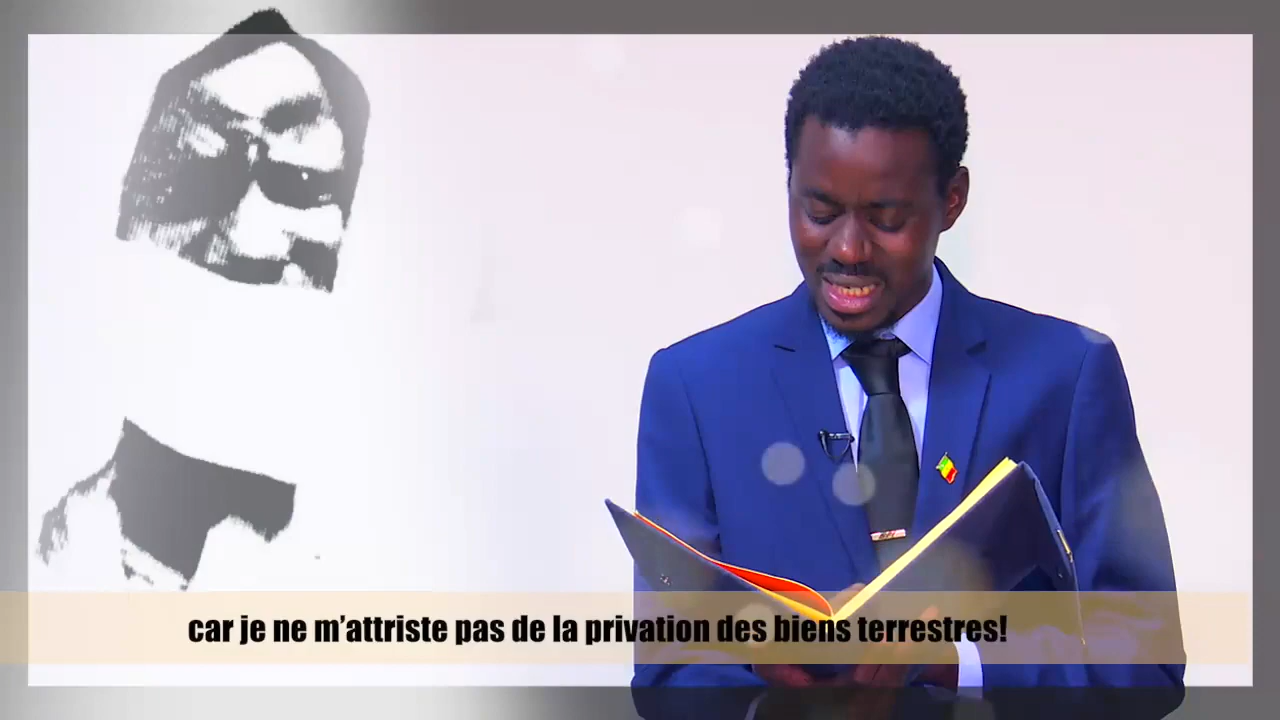 car je ne m’attriste pas de la privation des biens terrestres!